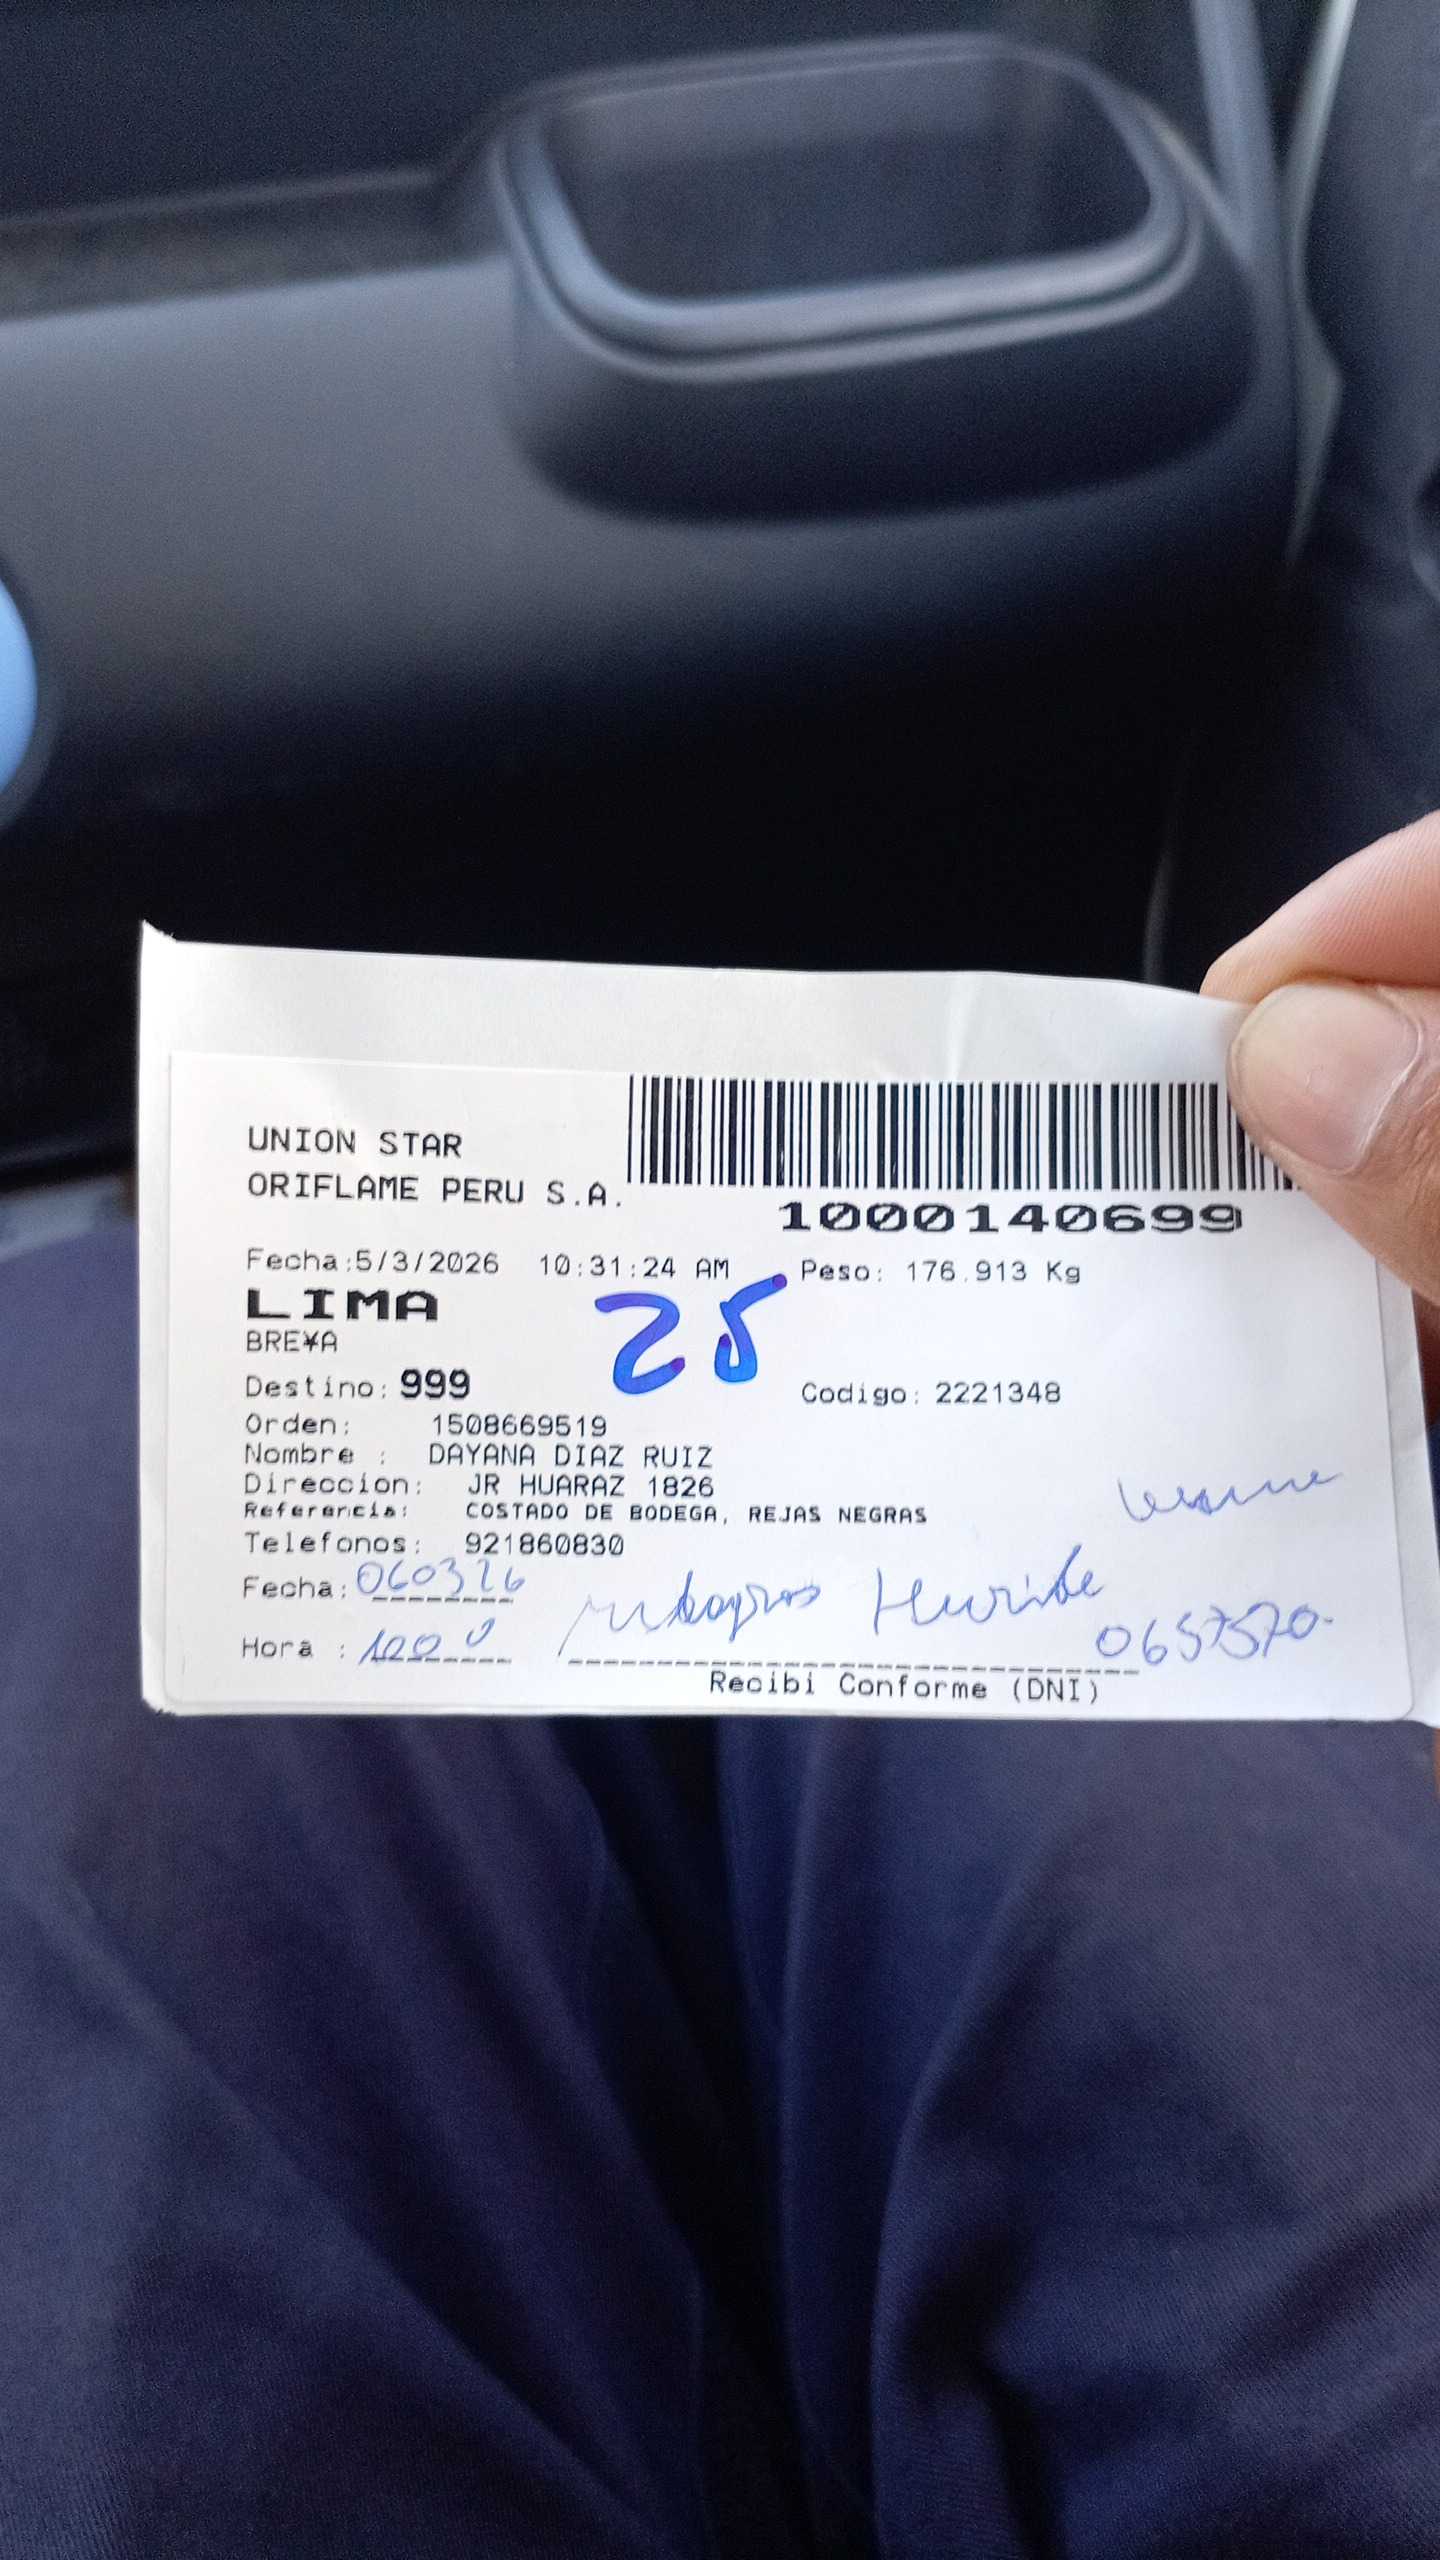 UNION STAR
ORIFLAME PERU S.A.
1000140699
Fecha:5/3/2026 10:31:24 AM Peso: 176.913 Kg
LIMA
BRE¥A
25
Destino: 999 Codigo: 2221348
Orden: 1508669519
Nombre : DAYANA DIAZ RUIZ
Direccion: JR HUARAZ 1826
Referencia: COSTADO DE BODEGA, REJAS NEGRAS
Telefonos: 921860830
Fecha: 060326
Hora : 1200
Milagros
Recibi Conforme (DNI)